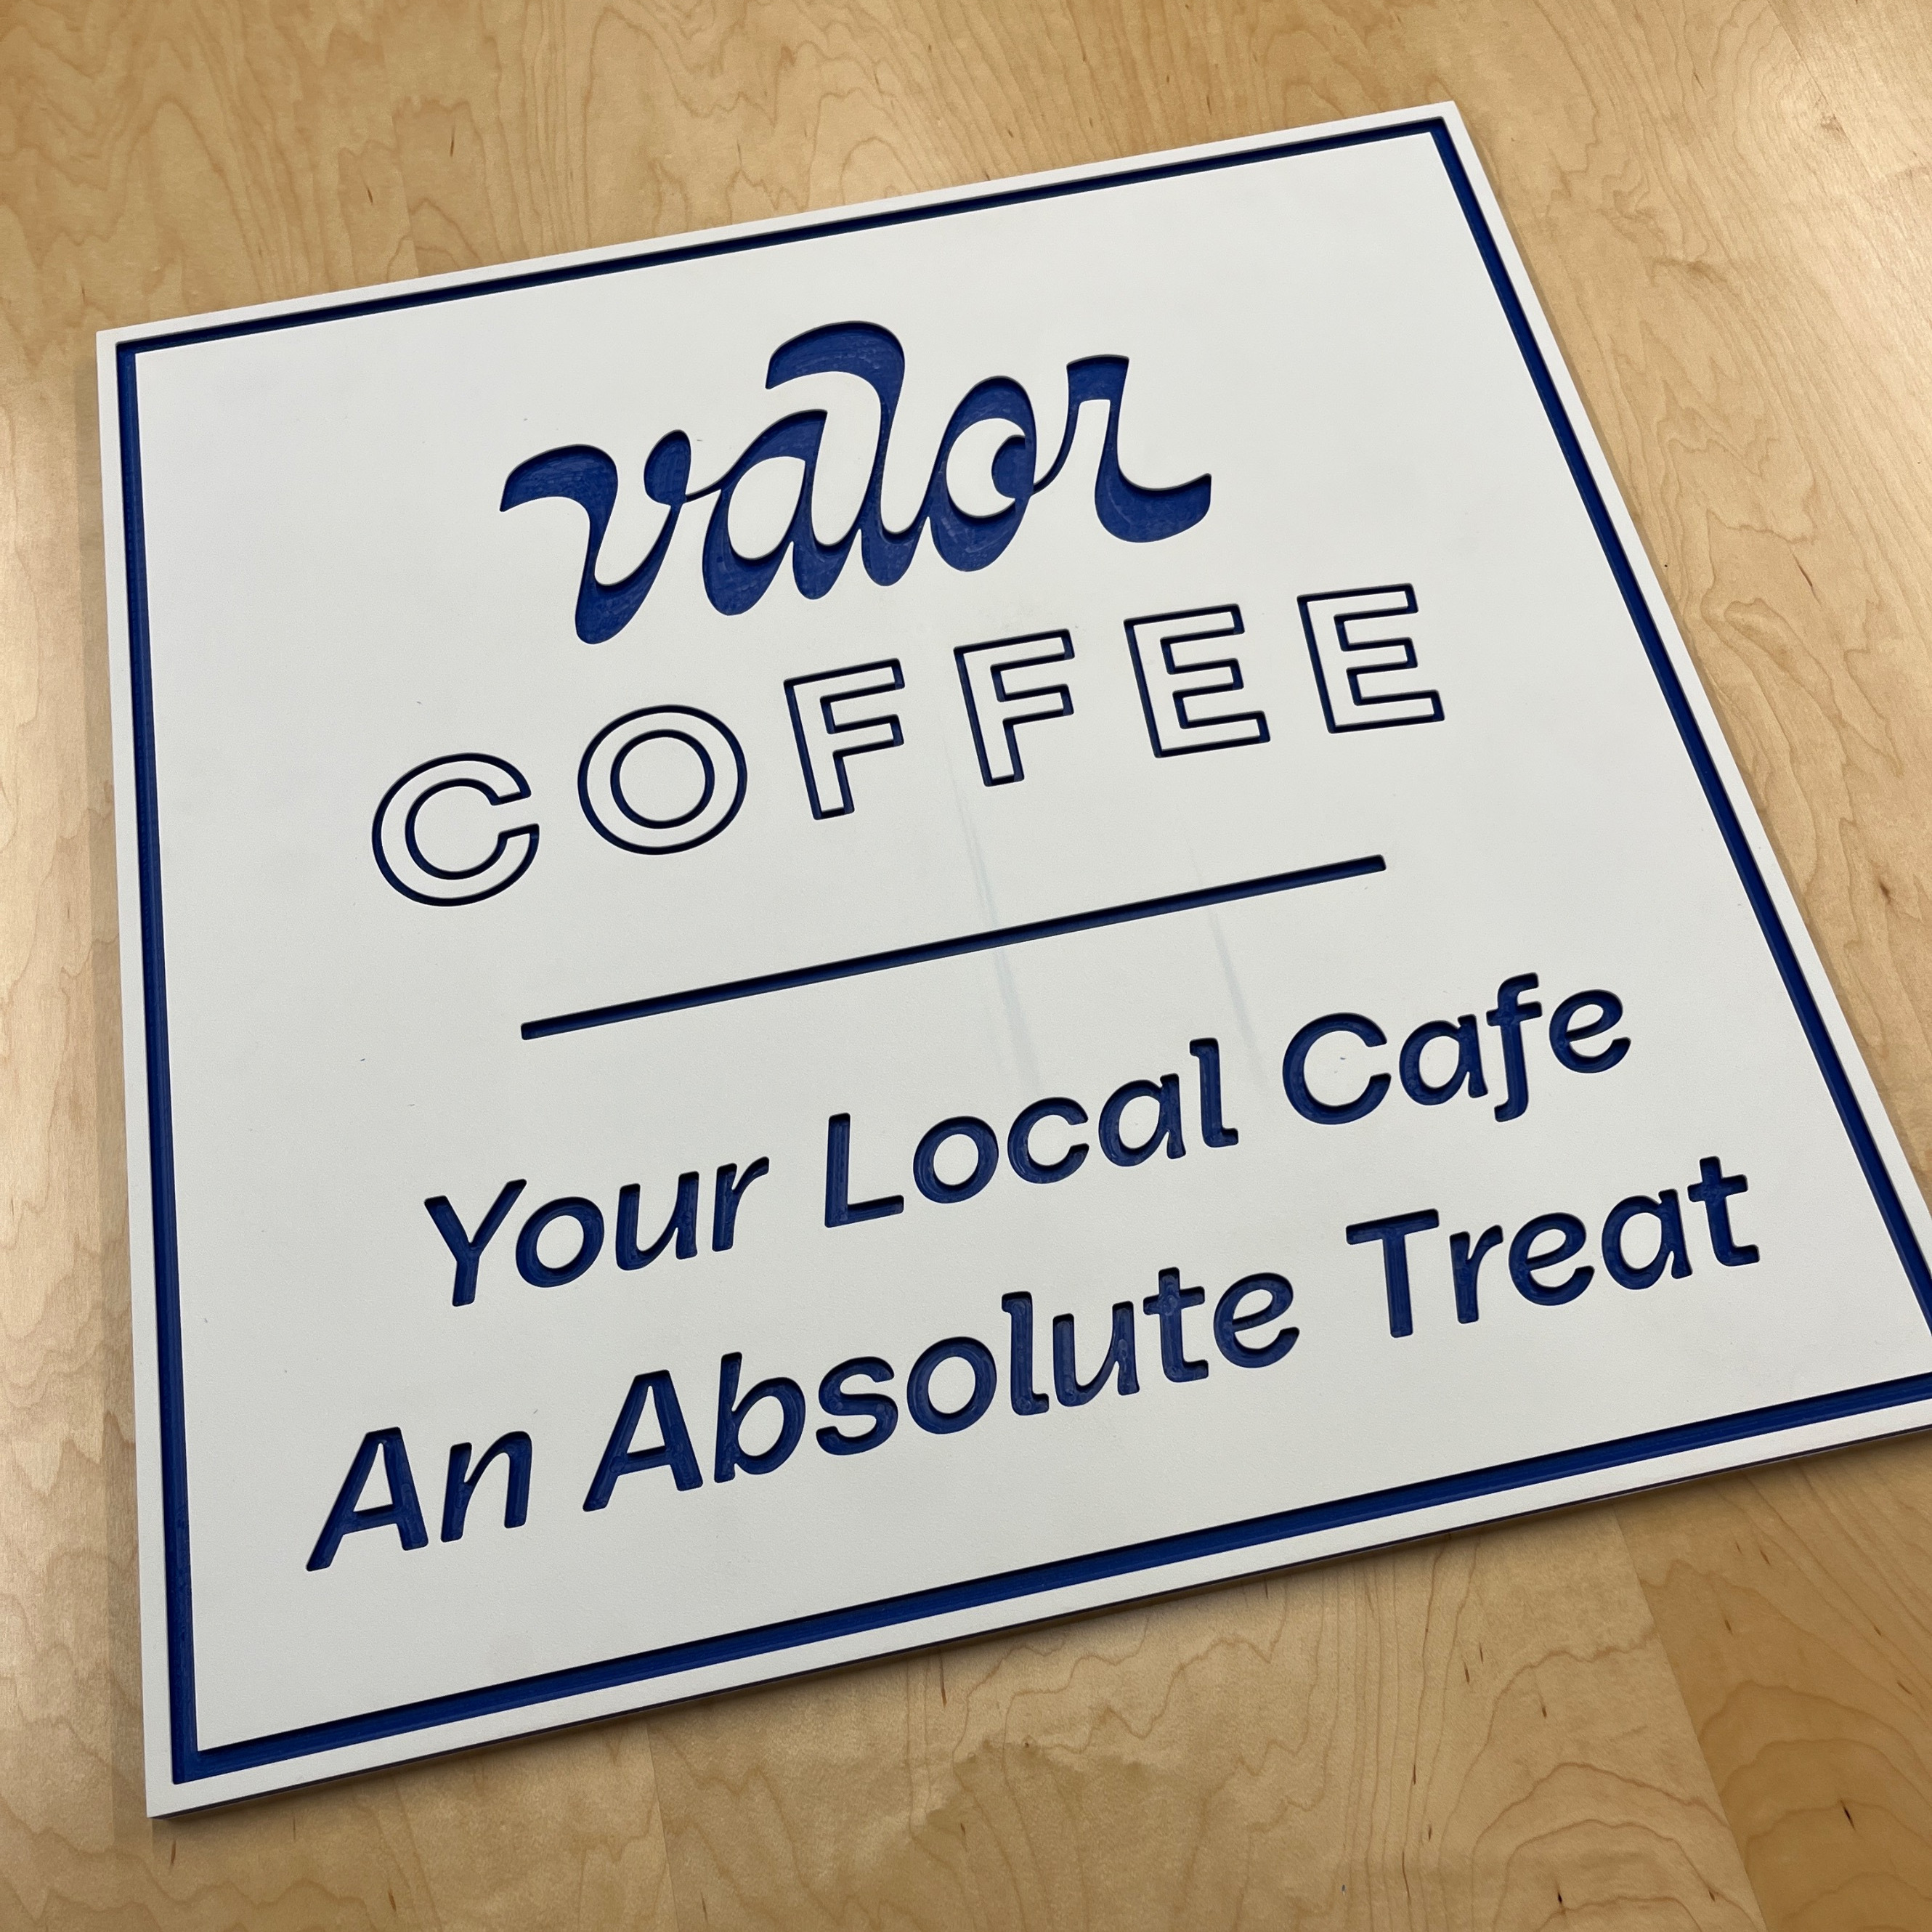 valor
COFFEE
Your Local Cafe
An Absolute Treat